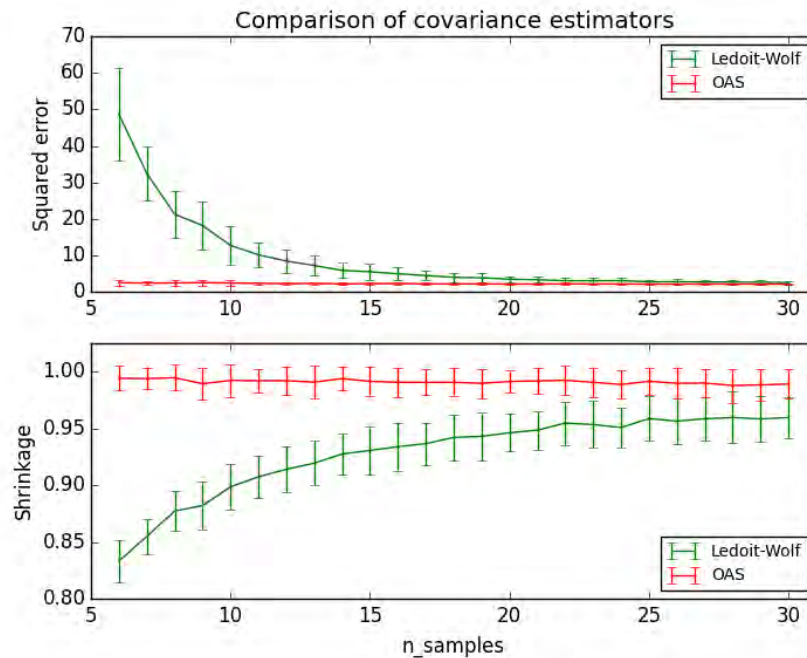 Comparison of covariance estimators
70
60
50
40
30
20
10
0
Squared error
Ledoit-Wolf
OAS
5 10 15 20 25 30
1.00
0.95
0.90
0.85
0.80
Shrinkage
Ledoit-Wolf
OAS
5 10 15 20 25 30
n_samples